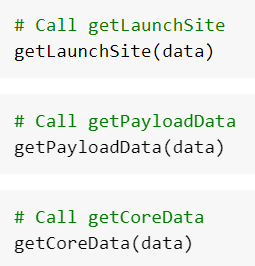 # Call getLaunchSite
getLaunchSite(data)
# Call getPayloadData
getPayloadData(data)
# Call getCoreData
getCoreData(data)